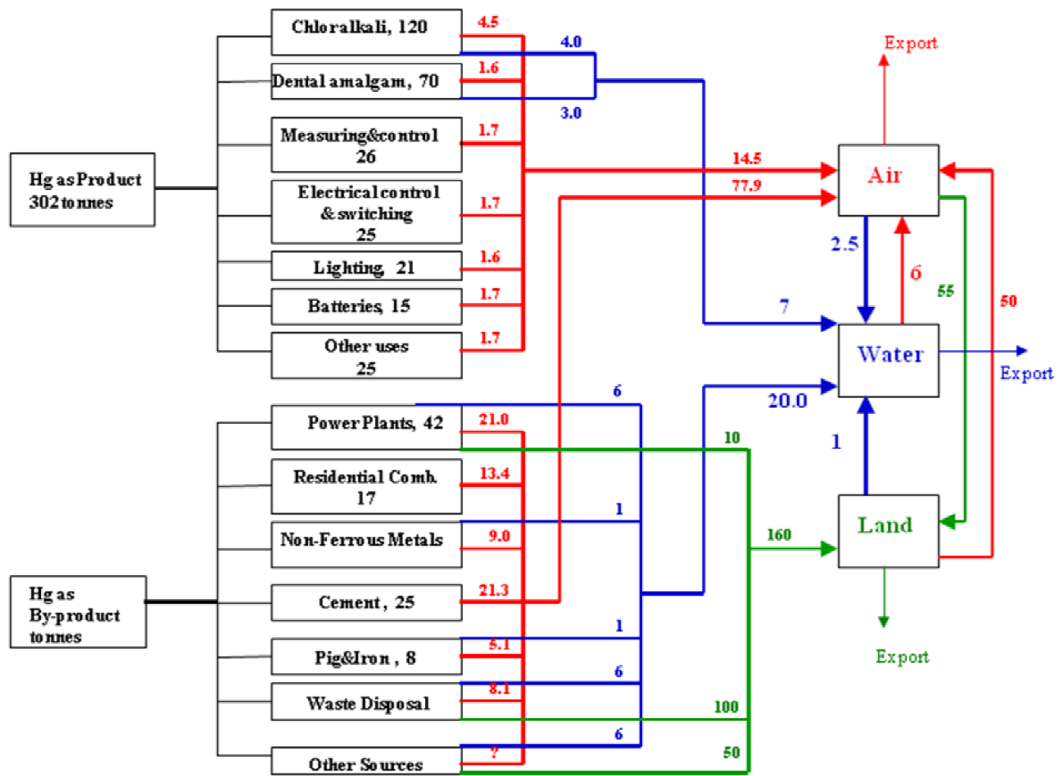 Hg as Product
302 tonnes
Chloralkali, 120
4.5
4.0
Dental amalgam, 70
1.6
3.0
Measuring&control
26
1.7
Electrical control
& switching
25
1.7
Lighting, 21
1.6
Batteries, 15
1.7
Other uses
25
1.7
14.5
77.9
7
Export
Air
2.5
6
55
50
Water
Export
20.0
1
Land
160
Export
Hg as
By-product
tonnes
Power Plants, 42
21.0
6
10
Residential Comb.
17
13.4
Non-Ferrous Metals
9.0
1
Cement, 25
21.3
Pig&Iron , 8
5.1
1
Waste Disposal
8.1
6
100
Other Sources
?
6
50